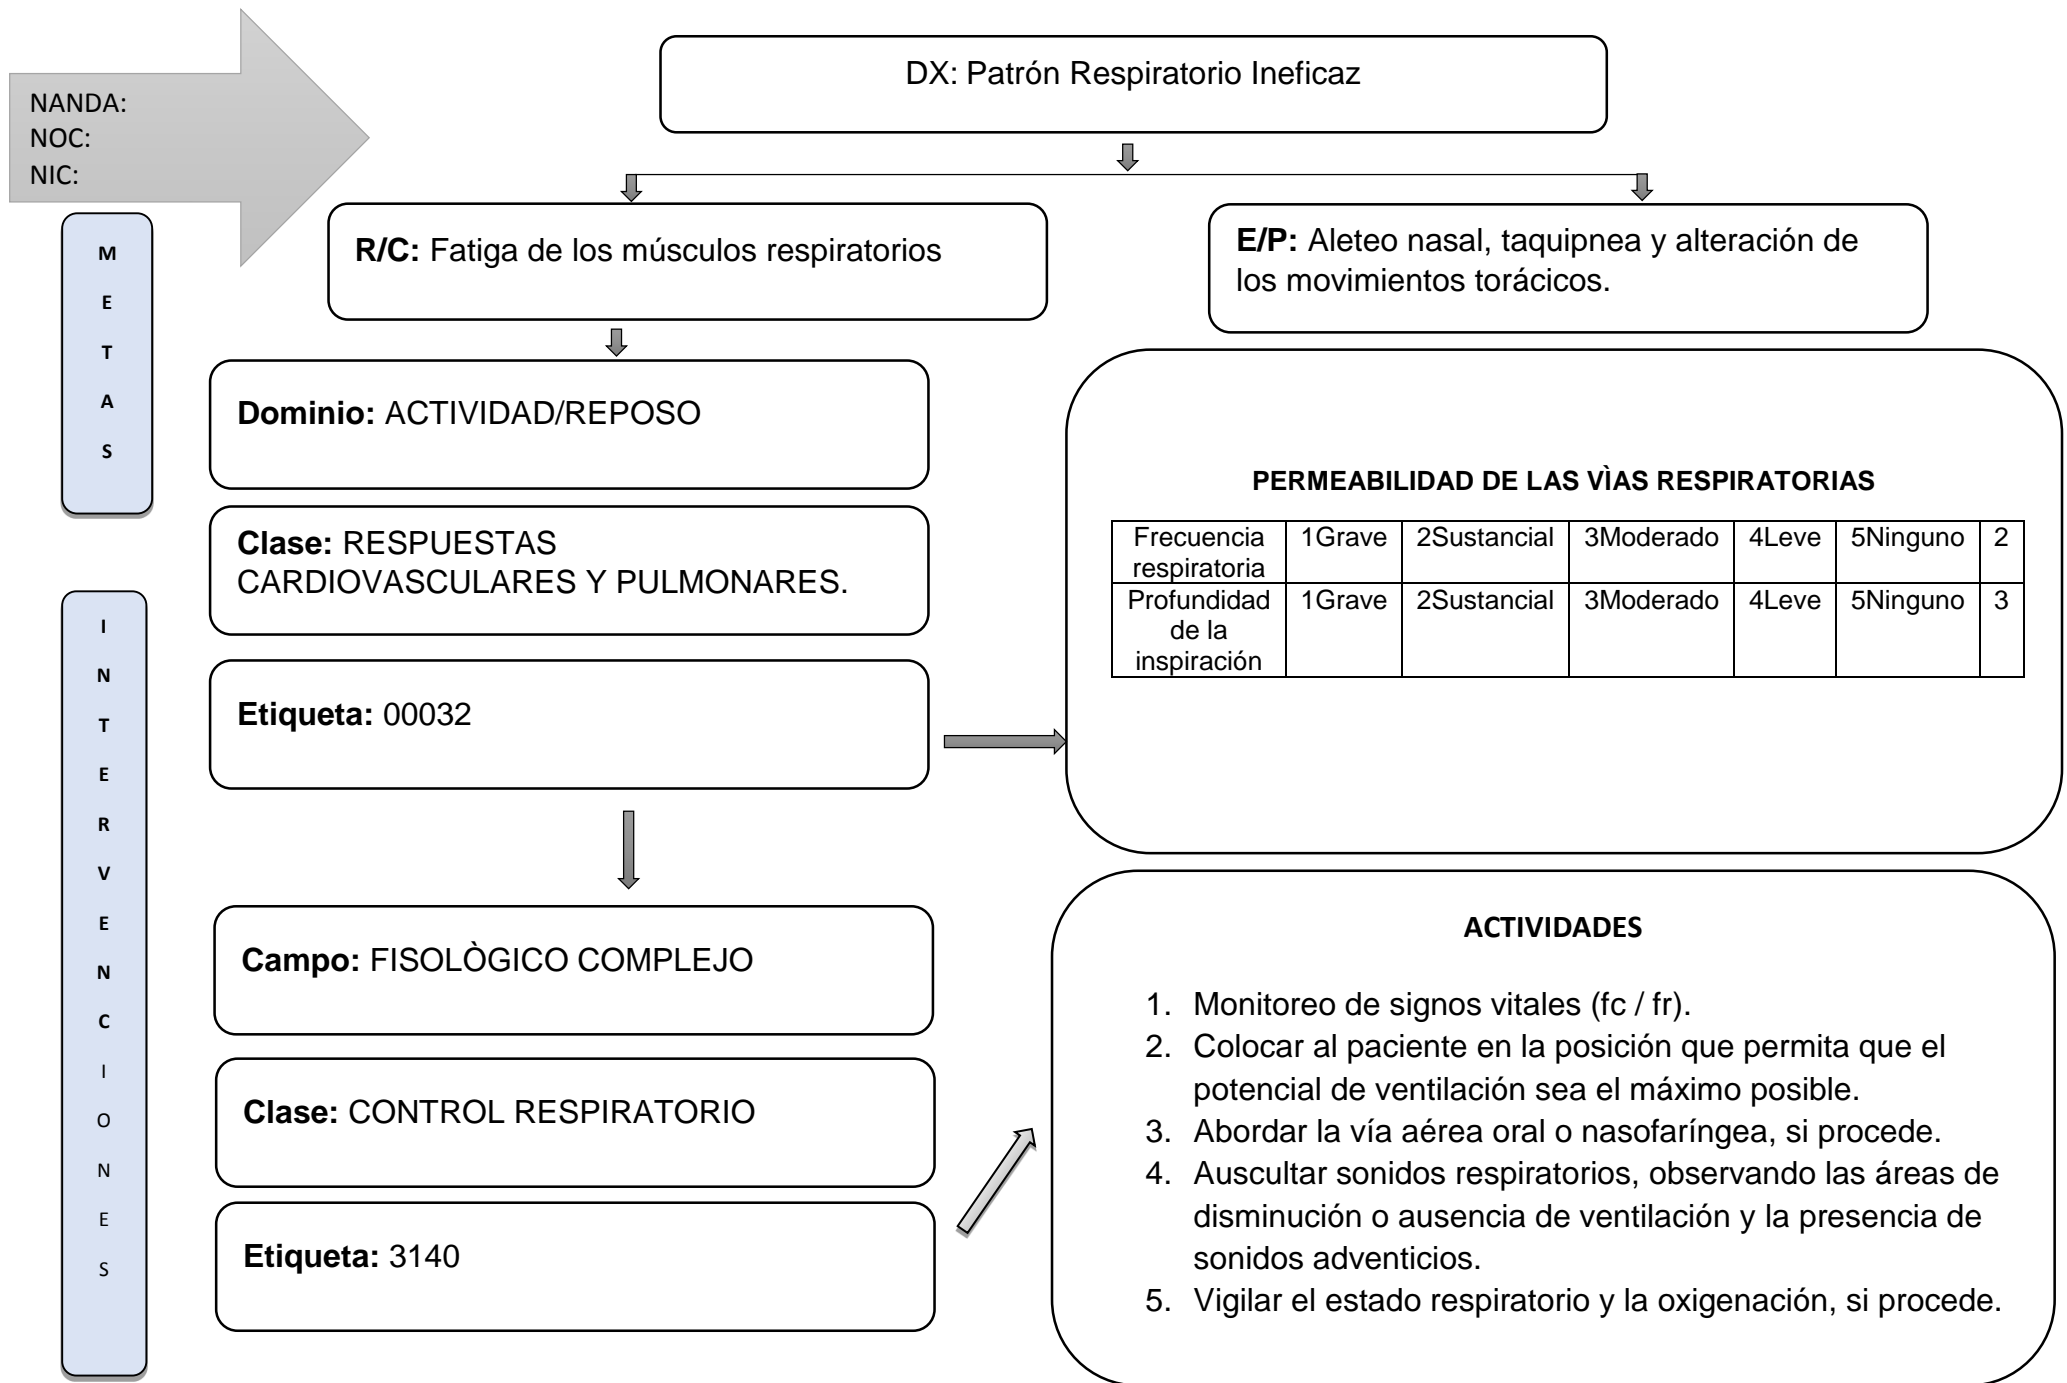 NANDA:
NOC:
NIC:
DX: Patrón Respiratorio Ineficaz
R/C: Fatiga de los músculos respiratorios
E/P: Aleteo nasal, taquipnea y alteración de
los movimientos torácicos.
M
E
T
A
S
Dominio: ACTIVIDAD/REPOSO
Clase: RESPUESTAS
CARDIOVASCULARES Y PULMONARES.
Etiqueta: 00032
PERMEABILIDAD DE LAS VÌAS RESPIRATORIAS
Frecuencia 1Grave 2Sustancial 3Moderado 4Leve 5Ninguno 2
respiratoria
Profundidad 1Grave 2Sustancial 3Moderado 4Leve 5Ninguno 3
de la
inspiración
I
N
T
E
R
V
E
N
C
I
O
N
E
S
Campo: FISOLÒGICO COMPLEJO
Clase: CONTROL RESPIRATORIO
Etiqueta: 3140
ACTIVIDADES
1. Monitoreo de signos vitales (fc / fr).
2. Colocar al paciente en la posición que permita que el
potencial de ventilación sea el máximo posible.
3. Abordar la vía aérea oral o nasofaríngea, si procede.
4. Auscultar sonidos respiratorios, observando las áreas de
disminución o ausencia de ventilación y la presencia de
sonidos adventicios.
5. Vigilar el estado respiratorio y la oxigenación, si procede.